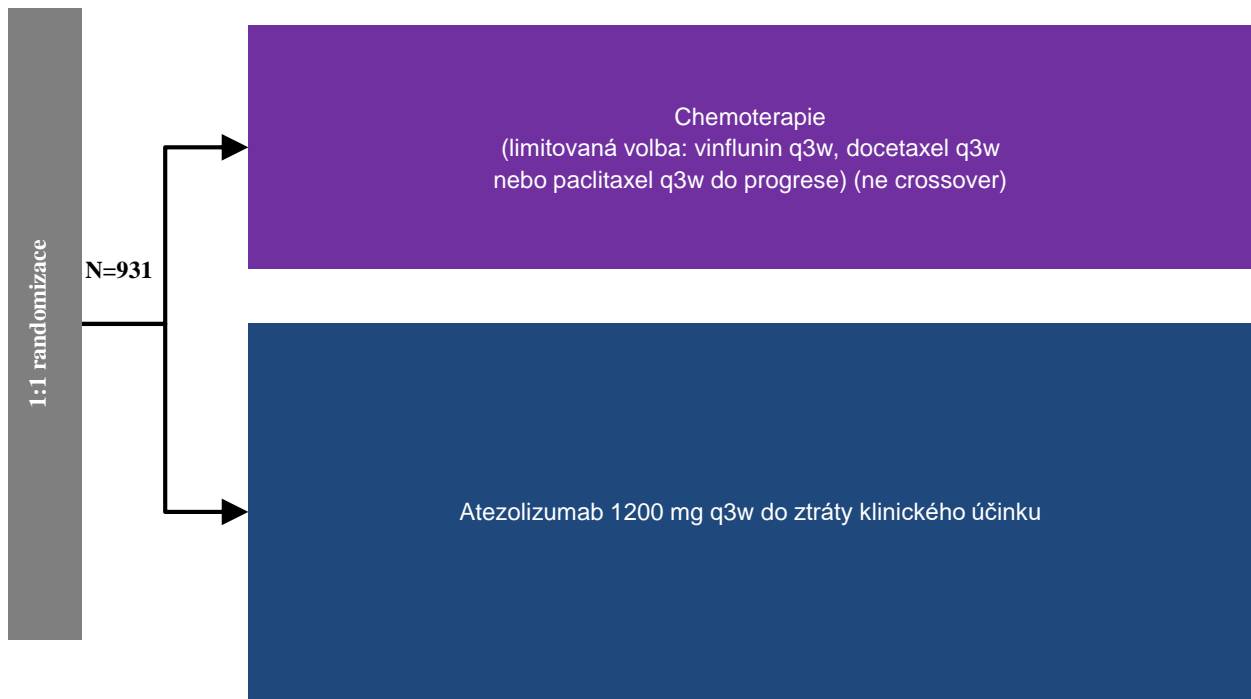 1:1 randomizace
N=931
Chemoterapie
(limitovaná volba: vinflunin q3w, docetaxel q3w
nebo paclitaxel q3w do progrese) (ne crossover)
Atezolizumab 1200 mg q3w do ztráty klinického účinku